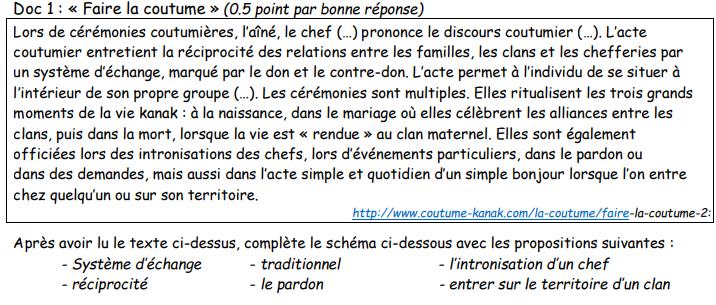 Doc 1 : « Faire la coutume » (0.5 point par bonne réponse)
Lors de cérémonies coutumières, l'aîné, le chef (…) prononce le discours coutumier (…). L'acte
coutumier entretient la réciprocité des relations entre les familles, les clans et les chefferies par
un système d'échange, marqué par le don et le contre-don. L'acte permet à l'individu de se situer à
l'intérieur de son propre groupe (…). Les cérémonies sont multiples. Elles ritualisent les trois grands
moments de la vie kanak : à la naissance, dans le mariage où elles célèbrent les alliances entre les
clans, puis dans la mort, lorsque la vie est « rendue » au clan maternel. Elles sont également
officiées lors des intronisations des chefs, lors d'événements particuliers, dans le pardon ou
dans des demandes, mais aussi dans l'acte simple et quotidien d'un simple bonjour lorsque l'on entre
chez quelqu'un ou sur son territoire.
http://www.coutume-kanak.com/la-coutume/faire-la-coutume-2:
Après avoir lu le texte ci-dessus, complète le schéma ci-dessous avec les propositions suivantes :
- Système d'échange - traditionnel - l'intronisation d'un chef
- réciprocité - le pardon - entrer sur le territoire d'un clan